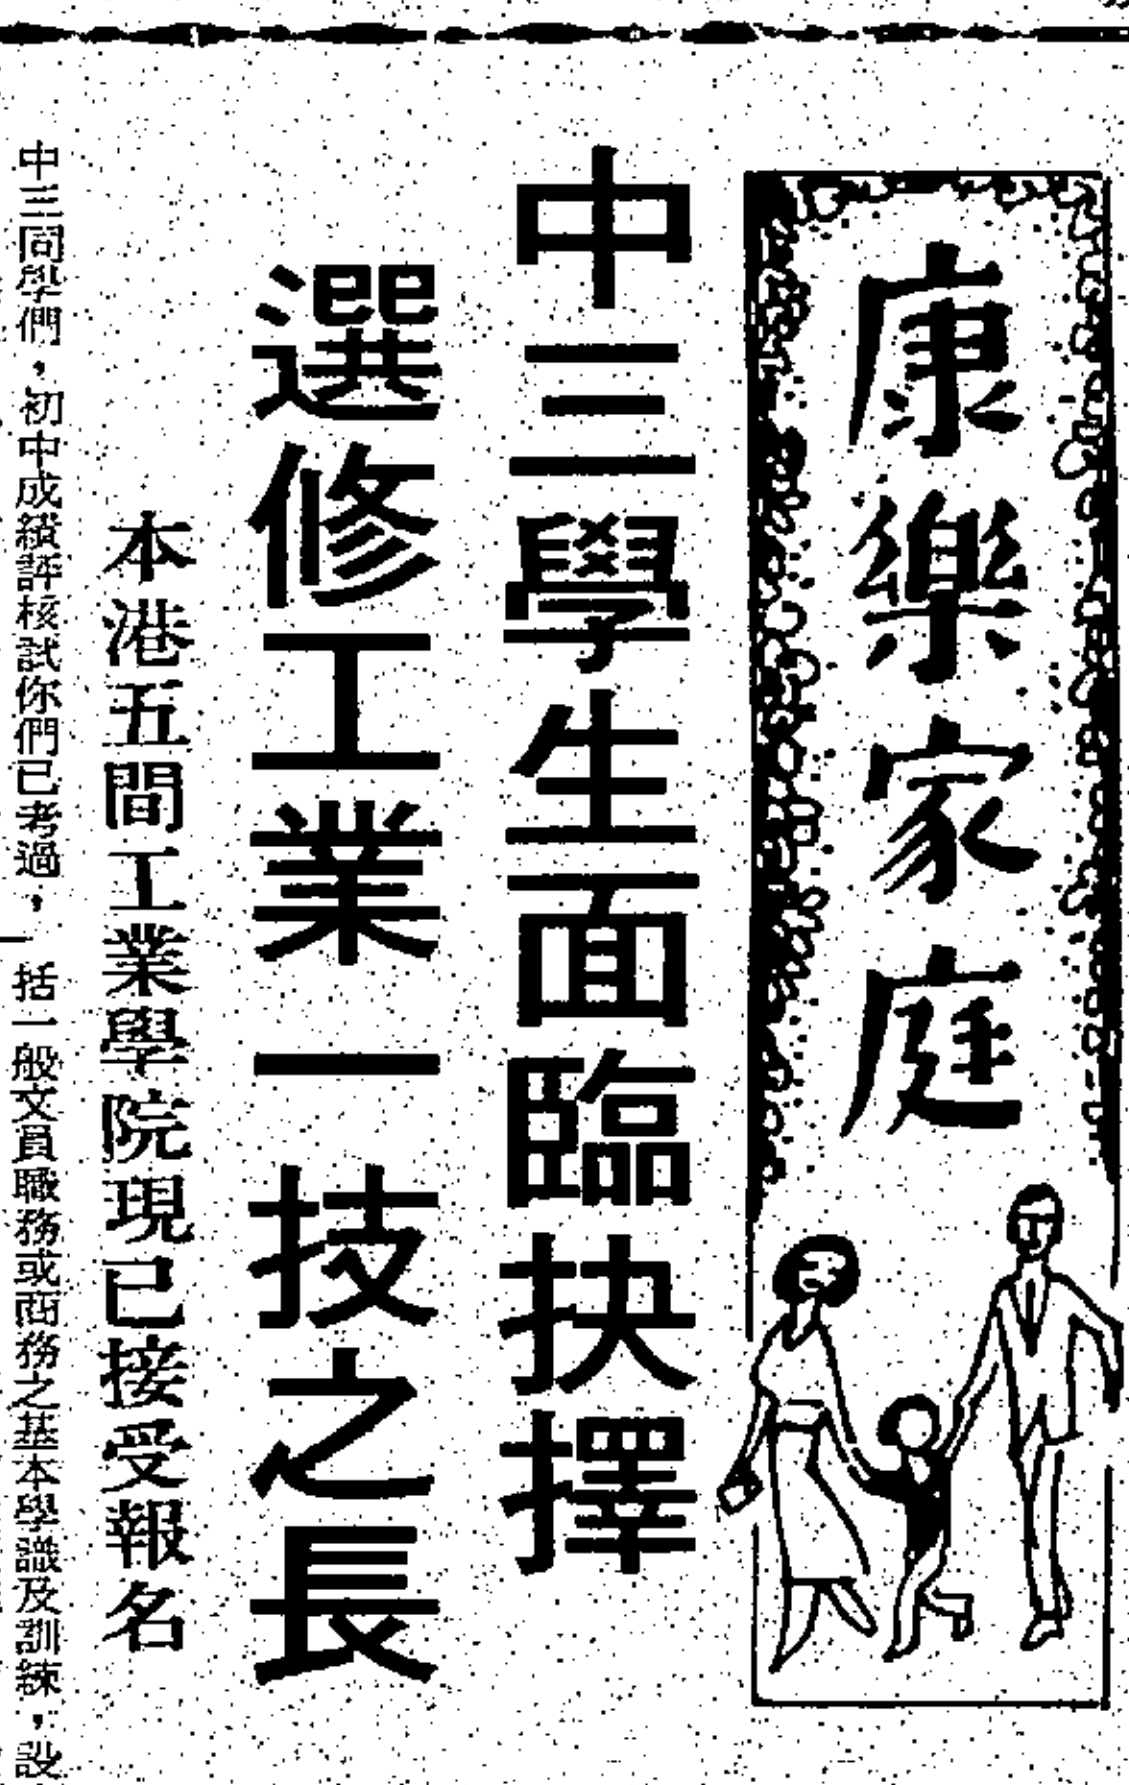 康樂家庭
中三學生面臨抉擇
選修工業一技之長
本港五間工業學院現已接受報名
中三同學們，初中成績評核試你們已考過，
括一般文員職務或商務之基本學識及訓練，設